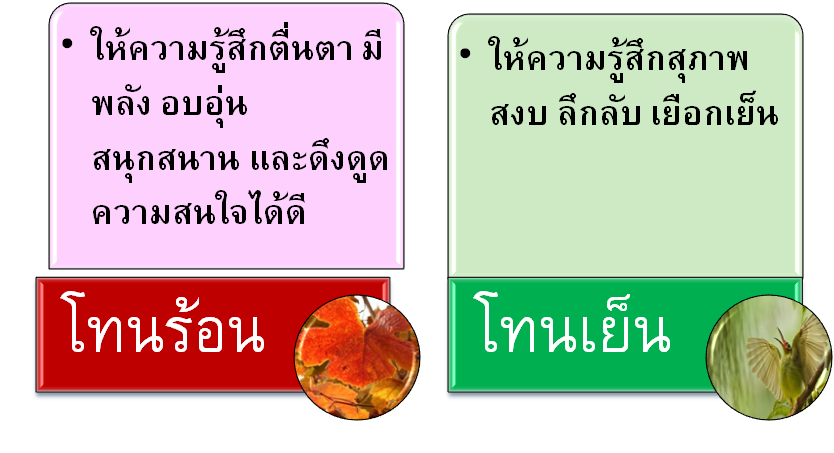 • ให้ความรู้สึกตื่นตา มี
พลัง อบอุ่น
สนุกสนาน และดึงดูด
ความสนใจได้ดี
โทนร้อน
• ให้ความรู้สึกสุภาพ
สงบ ลึกลับ เยือกเย็น
โทนเย็น